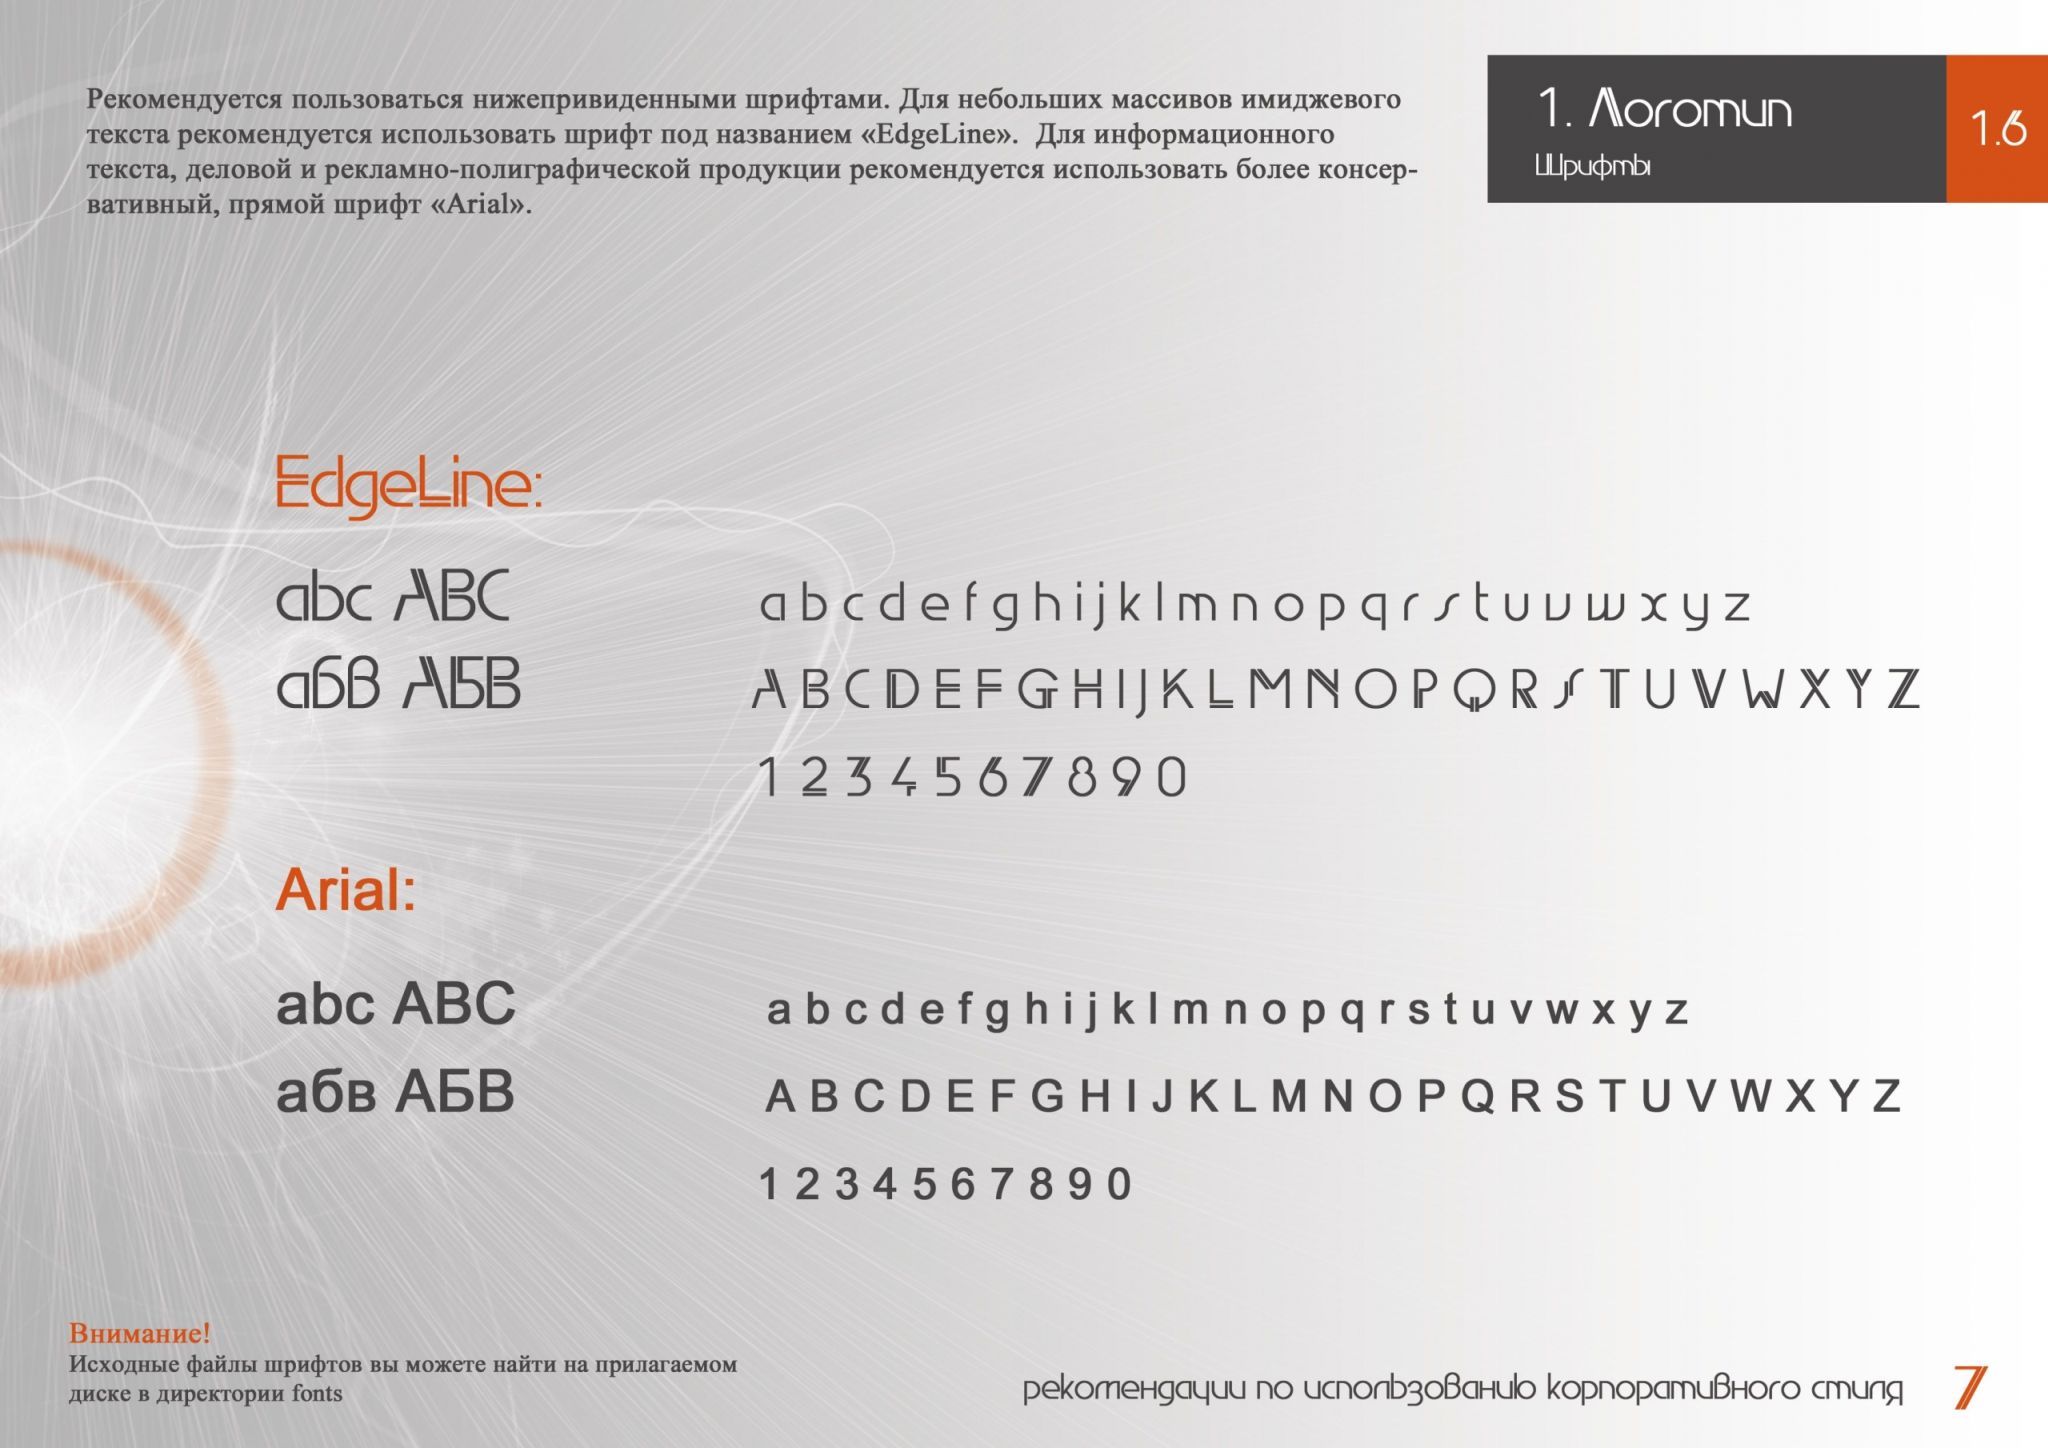 Рекомендуется пользоваться нижепривиденными шрифтами. Для небольших массивов имиджевого
текста рекомендуется использовать шрифт под названием «EdgeLine». Для информационного
текста, деловой и рекламно-полиграфической продукции рекомендуется использовать более консер-
вативный, прямой шрифт «Arial».
1. Логотип
Шрифты
1.6
EdgeLine:
abc ABC
абв АБВ
a b c d e f g h i j k l m n o p q r s t u v w x y z
A B C D E F G H I J K L M N O P Q R S T U V W X Y Z
1 2 3 4 5 6 7 8 9 0
Arial:
abc ABC
абв АБВ
a b c d e f g h i j k l m n o p q r s t u v w x y z
A B C D E F G H I J K L M N O P Q R S T U V W X Y Z
1 2 3 4 5 6 7 8 9 0
Внимание!
Исходные файлы шрифтов вы можете найти на прилагаемом
диске в директории fonts
рекомендации по использованию корпоративного стиля
7